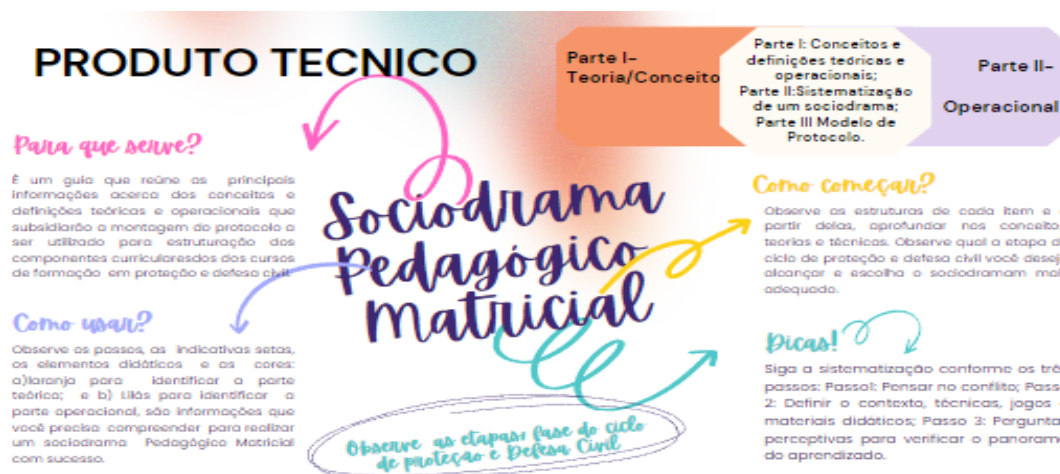 PRODUTO TECNICO
Parte I-
Teoria/Conceito
Parte I: Conceitos e
definições teóricas e
operacionais;
Parte II:Sistematização
de um sociodrama;
Parte III Modelo de
Protocolo.
Parte II-
Operacional
Para que serve?
É um guia que reúne as principais
informações acerca dos conceitos e
definições teóricas e operacionais que
subsidiarão a montagem do protocolo a
ser utilizado para estruturação dos
componentes curricularesdos dos cursos
de formação em proteção e defesa civil.
Como usar?
Observe os passos, as indicativas setas,
os elementos didáticos e as cores:
a)laranja para identificar a parte
teórica; e b) Lilás para identificar a
parte operacional, são informações que
você precisa compreender para realizar
um sociodrama Pedagógico Matricial
com sucesso.
Sociodrama
Pedagógico
Matricial
Observe as etapas, fase do ciclo
de proteção e Defesa Civil
Como começar?
Observe as estruturas de cada item e
partir delas, aprofundar nos conceito
teorias e técnicas. Observe qual a etapa d
ciclo de proteção e defesa civil você desej
alcançar e escolha o sociodramam mai
adequado.
Dicas!
Siga a sistematização conforme os trê
passos: Passo1: Pensar no conflito; Pass
2: Definir o contexto, técnicas, jogos
materiais didáticos; Passo 3: Pergunta
perceptivas para verificar o panoram
do aprendizado.